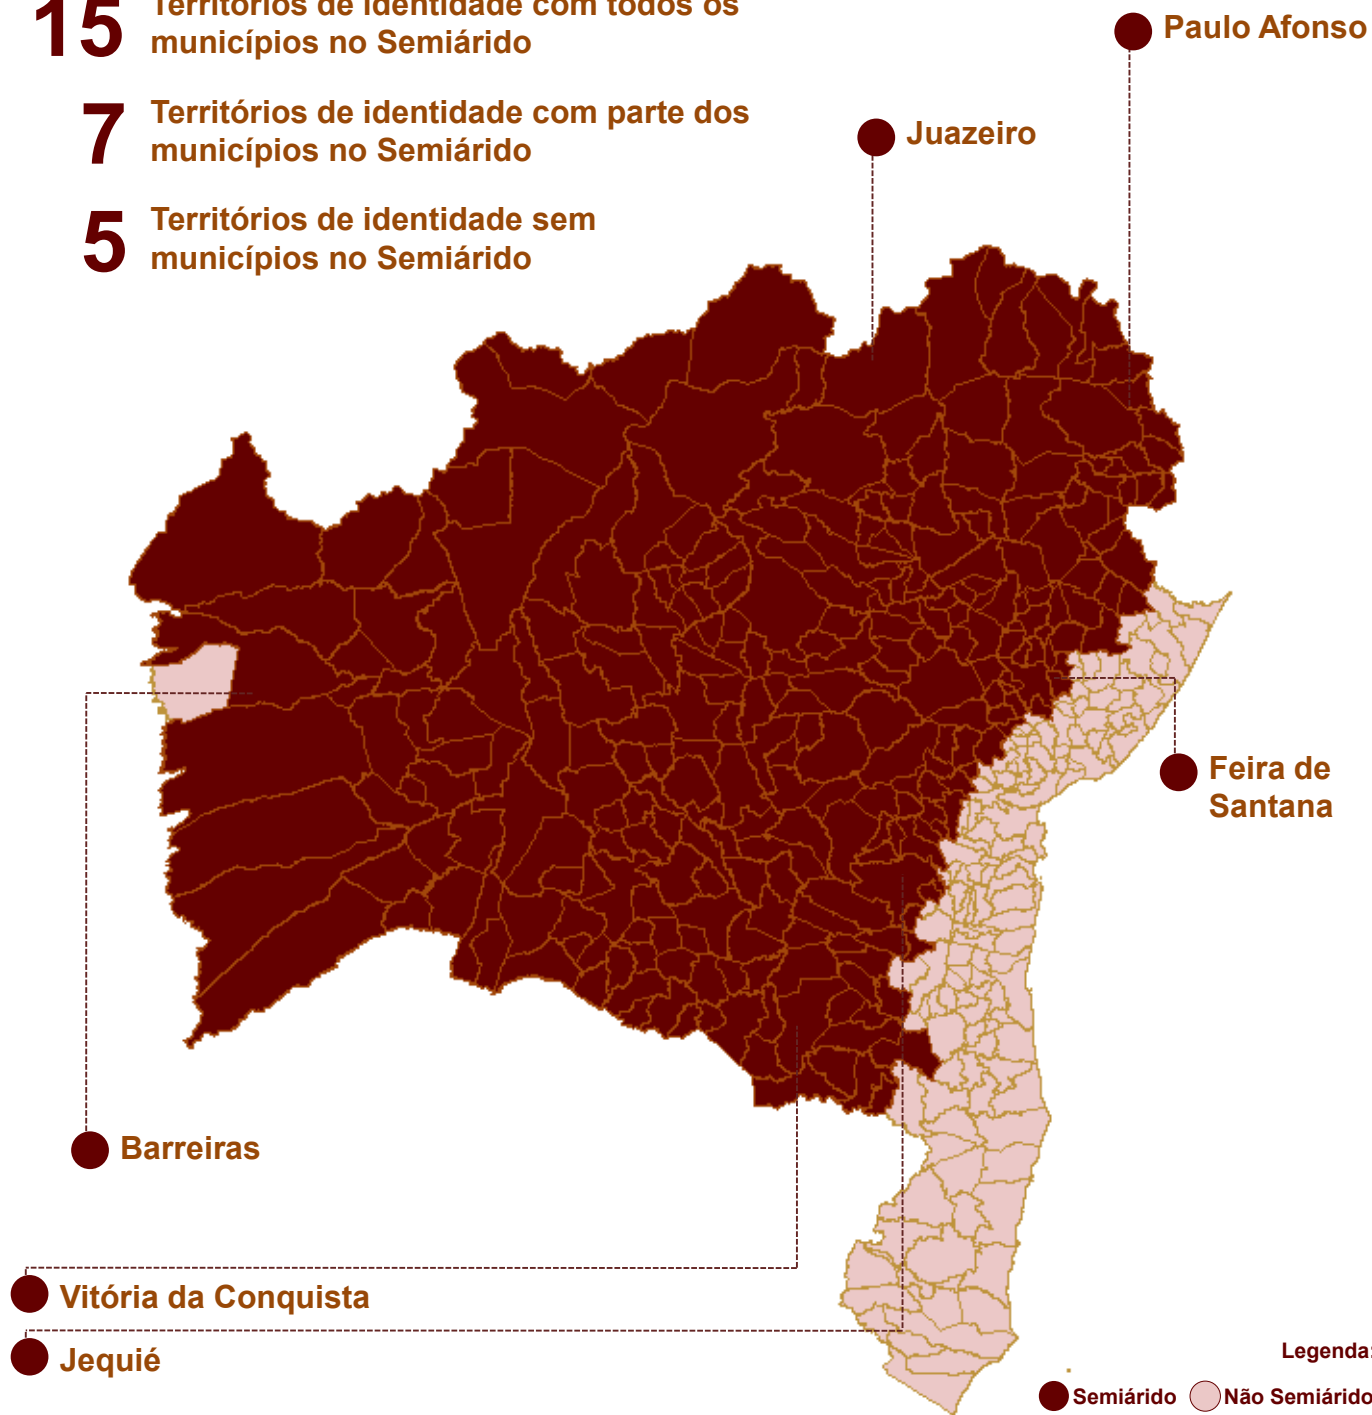 15
Territórios de identidade com todos os
municípios no Semiárido
7
Territórios de identidade com parte dos
municípios no Semiárido
5
Territórios de identidade sem
municípios no Semiárido
Paulo Afonso
Juazeiro
Feira de
Santana
Barreiras
Vitória da Conquista
Jequié
Legenda:
Semiárido
Não Semiárido